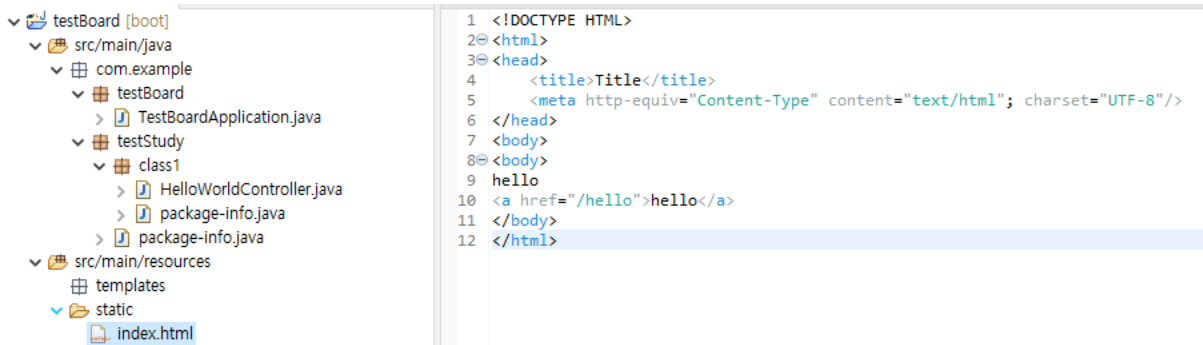 testBoard [boot]
src/main/java
com.example
testBoard
TestBoardApplication.java
testStudy
class1
HelloWorldController.java
package-info.java
package-info.java
src/main/resources
templates
static
index.html
1 <!DOCTYPE HTML>
2 <html>
3 <head>
4 <title>Title</title>
5 <meta http-equiv="Content-Type" content="text/html"; charset="UTF-8"/>
6 </head>
7 <body>
8 <body>
9 hello
10 <a href="/hello">hello</a>
11 </body>
12 </html>